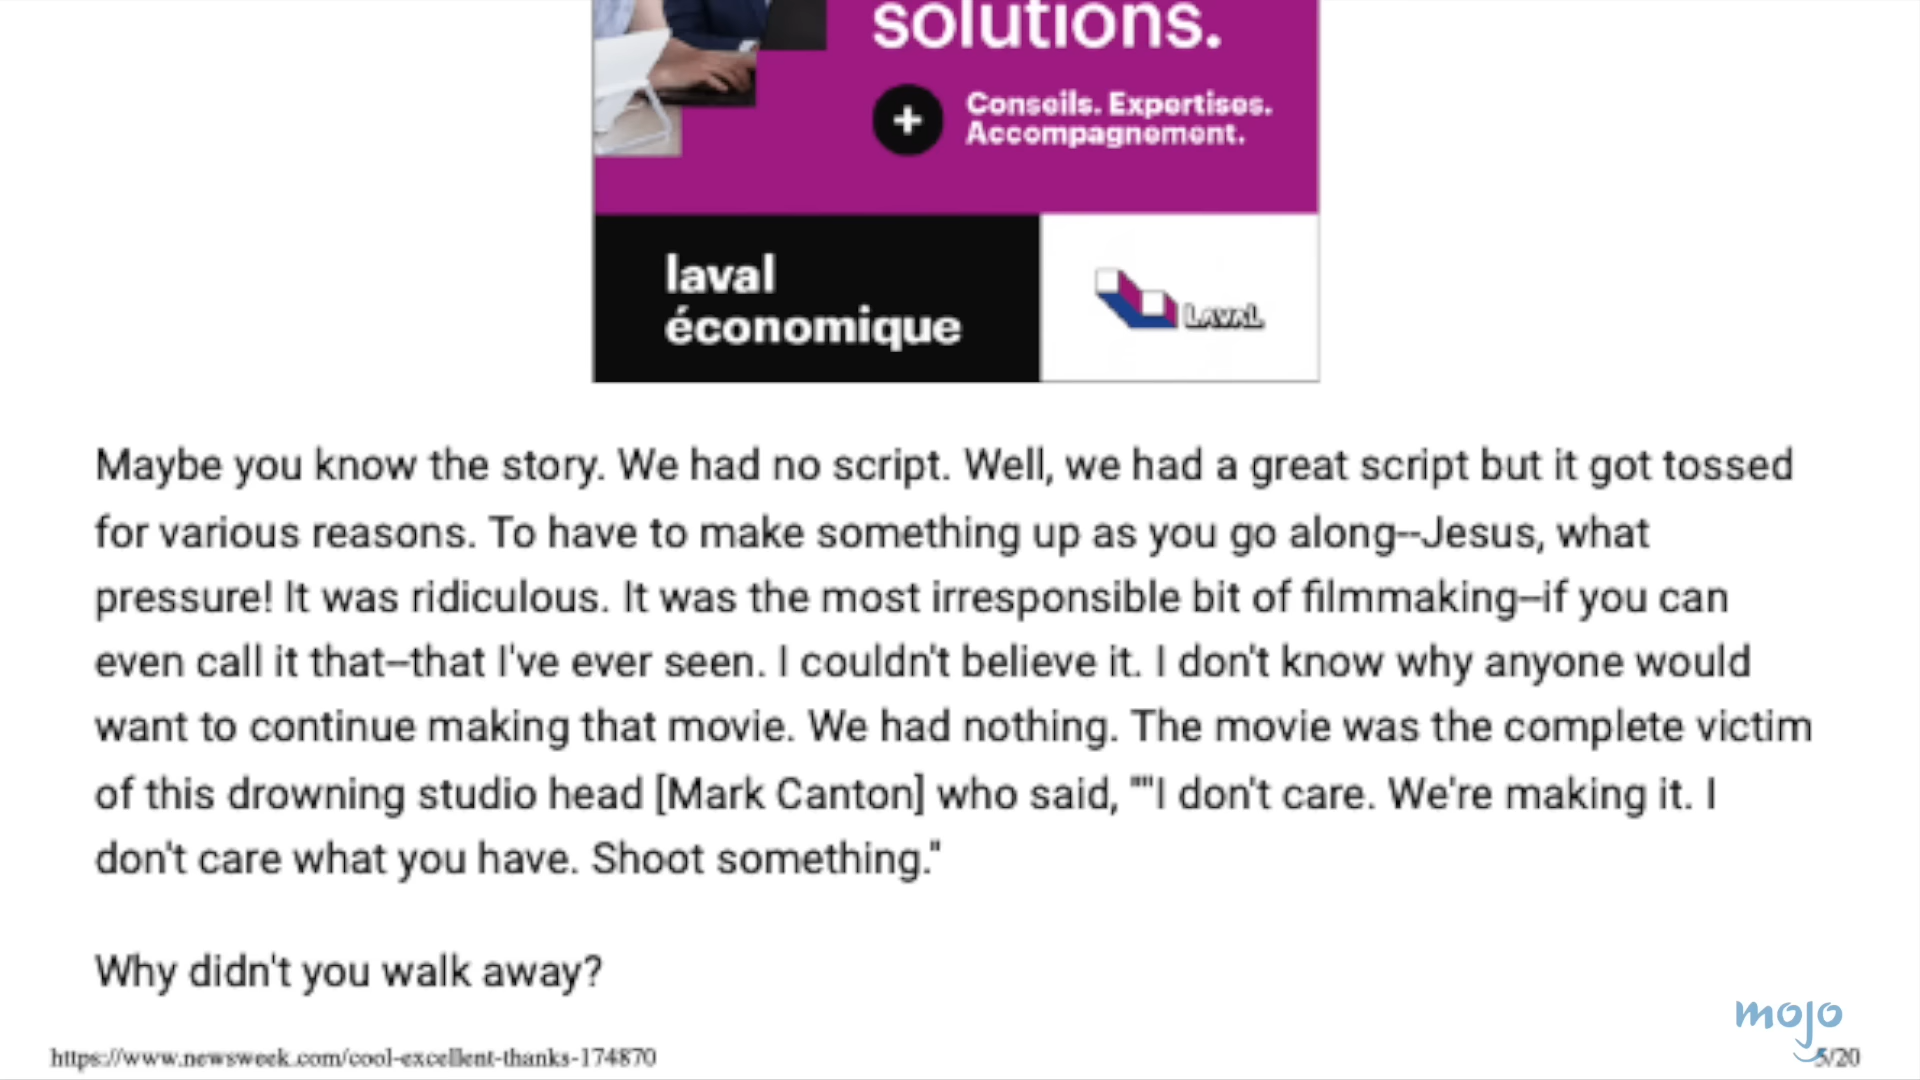 solutions.
+
Conseils. Expertises.
Accompagnement.
laval
économique
LAVAL
Maybe you know the story. We had no script. Well, we had a great script but it got tossed
for various reasons. To have to make something up as you go along--Jesus, what
pressure! It was ridiculous. It was the most irresponsible bit of filmmaking--if you can
even call it that--that I've ever seen. I couldn't believe it. I don't know why anyone would
want to continue making that movie. We had nothing. The movie was the complete victim
of this drowning studio head [Mark Canton] who said, ""I don't care. We're making it. I
don't care what you have. Shoot something."
Why didn't you walk away?
mojo
https://www.newsweek.com/cool-excellent-thanks-174870
5/20